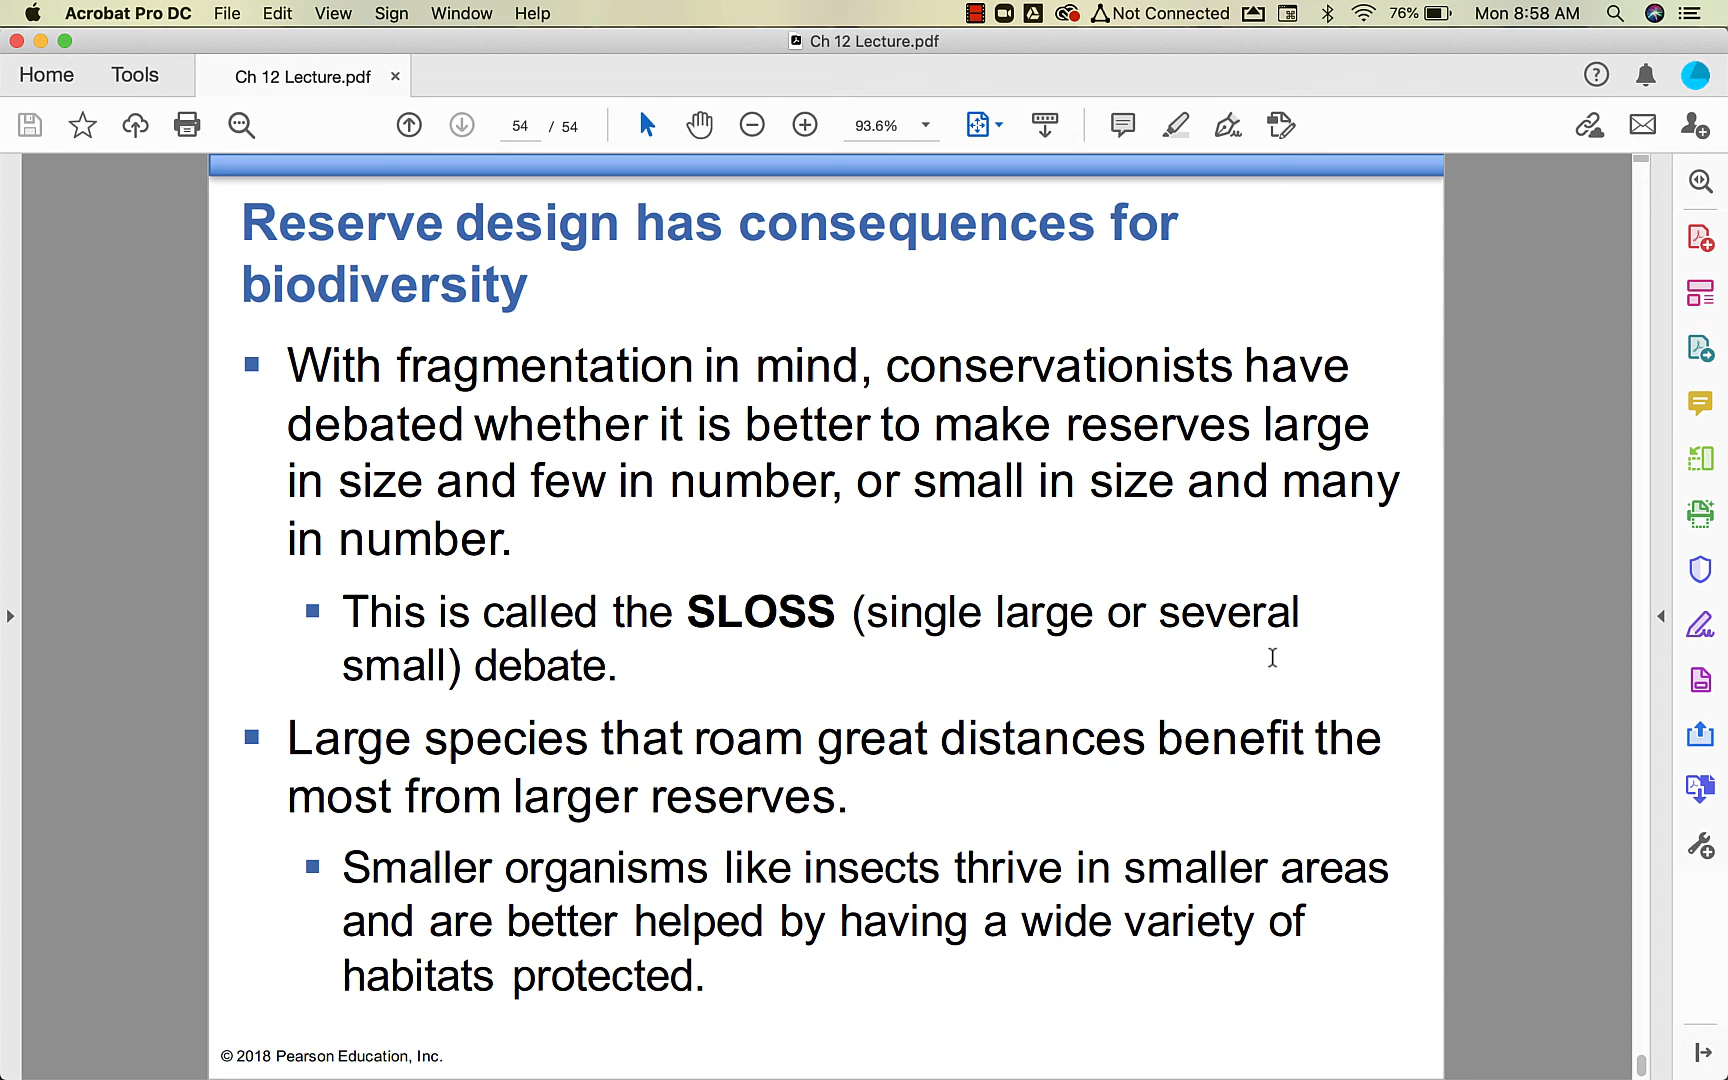 Acrobat Pro DC File Edit View Sign Window Help Not Connected 76% Mon 8:58 AM
Ch 12 Lecture.pdf
Home Tools Ch 12 Lecture.pdf ×
54 / 54 93.6%
Reserve design has consequences for
biodiversity
With fragmentation in mind, conservationists have
debated whether it is better to make reserves large
in size and few in number, or small in size and many
in number.
This is called the SLOSS (single large or several
small) debate.
Large species that roam great distances benefit the
most from larger reserves.
Smaller organisms like insects thrive in smaller areas
and are better helped by having a wide variety of
habitats protected.
© 2018 Pearson Education, Inc.